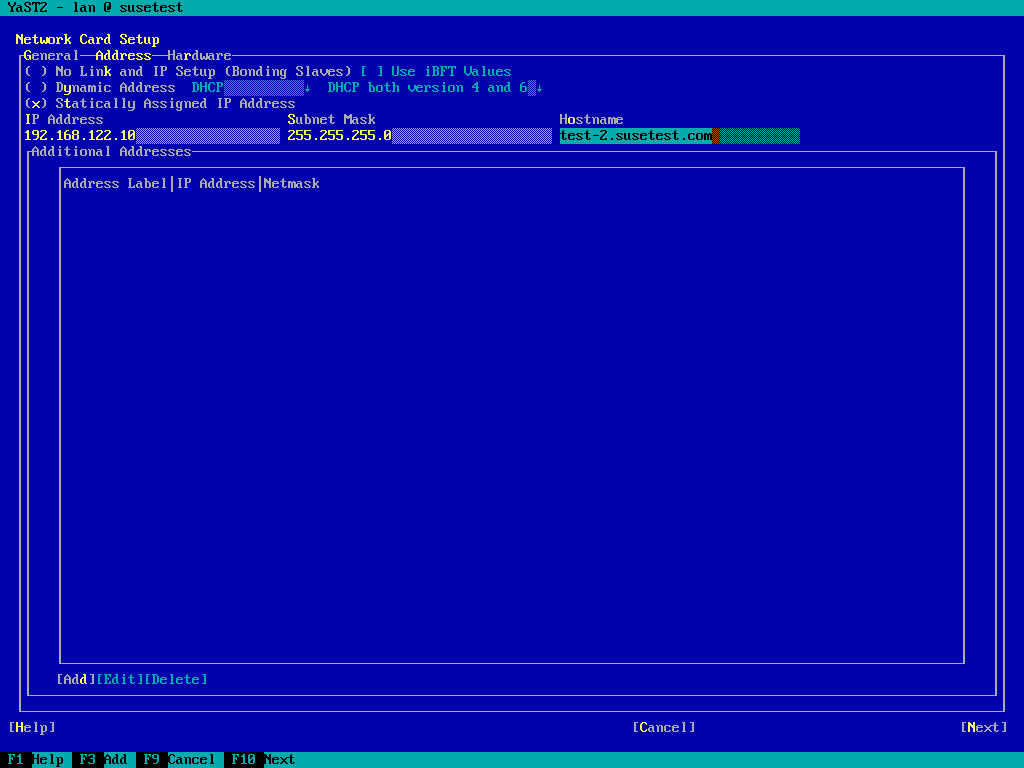 YaST2 - lan @ susetest
Network Card Setup
General Address Hardware
( ) No Link and IP Setup (Bonding Slaves) [ ] Use iBFT Values
( ) Dynamic Address DHCP ↓ DHCP both version 4 and 6 ↓
(x) Statically Assigned IP Address
IP Address Subnet Mask Hostname
192.168.122.10 255.255.255.0 test-2.susetest.com
Additional Addresses
Address Label|IP Address|Netmask
[Add][Edit][Delete]
[Help] [Cancel] [Next]
F1 Help F3 Add F9 Cancel F10 Next